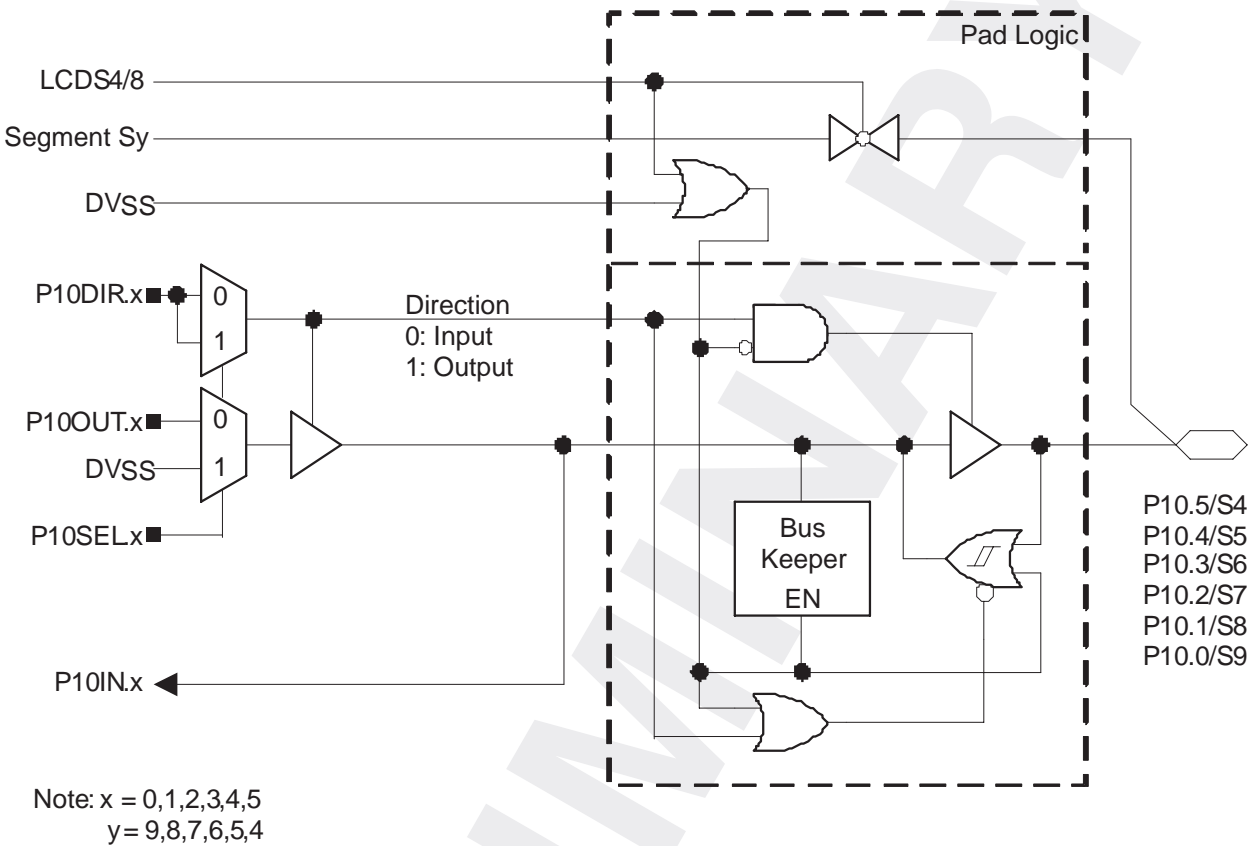 Pad Logic
LCDS4/8
Segment Sy
DVSS
P10DIR.x
0
1
Direction
0: Input
1: Output
P10OUT.x
0
DVSS
1
P10SEL.x
Bus
Keeper
EN
P10.5/S4
P10.4/S5
P10.3/S6
P10.2/S7
P10.1/S8
P10.0/S9
P10IN.x
Note: x = 0,1,2,3,4,5
y = 9,8,7,6,5,4